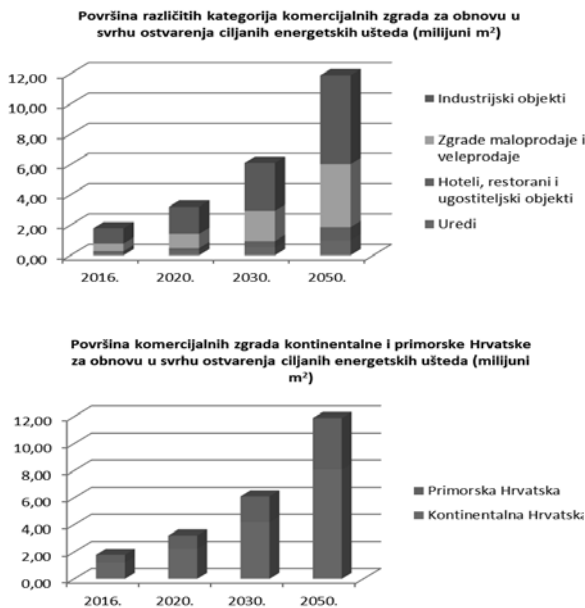 Površina različitih kategorija komercijalnih zgrada za obnovu u
svrhu ostvarenja ciljanih energetskih ušteda (milijuni m²)
12,00
10,00
8,00
6,00
4,00
2,00
0,00
2016. 2020. 2030. 2050.
Industrijski objekti
Zgrade maloprodaje i
veleprodaje
Hoteli, restorani i
ugostiteljski objekti
Uredi
Površina komercijalnih zgrada kontinentalne i primorske Hrvatske
za obnovu u svrhu ostvarenja ciljanih energetskih ušteda (milijuni
m²)
12,00
10,00
8,00
6,00
4,00
2,00
0,00
2016. 2020. 2030. 2050.
Primorska Hrvatska
Kontinentalna Hrvatska